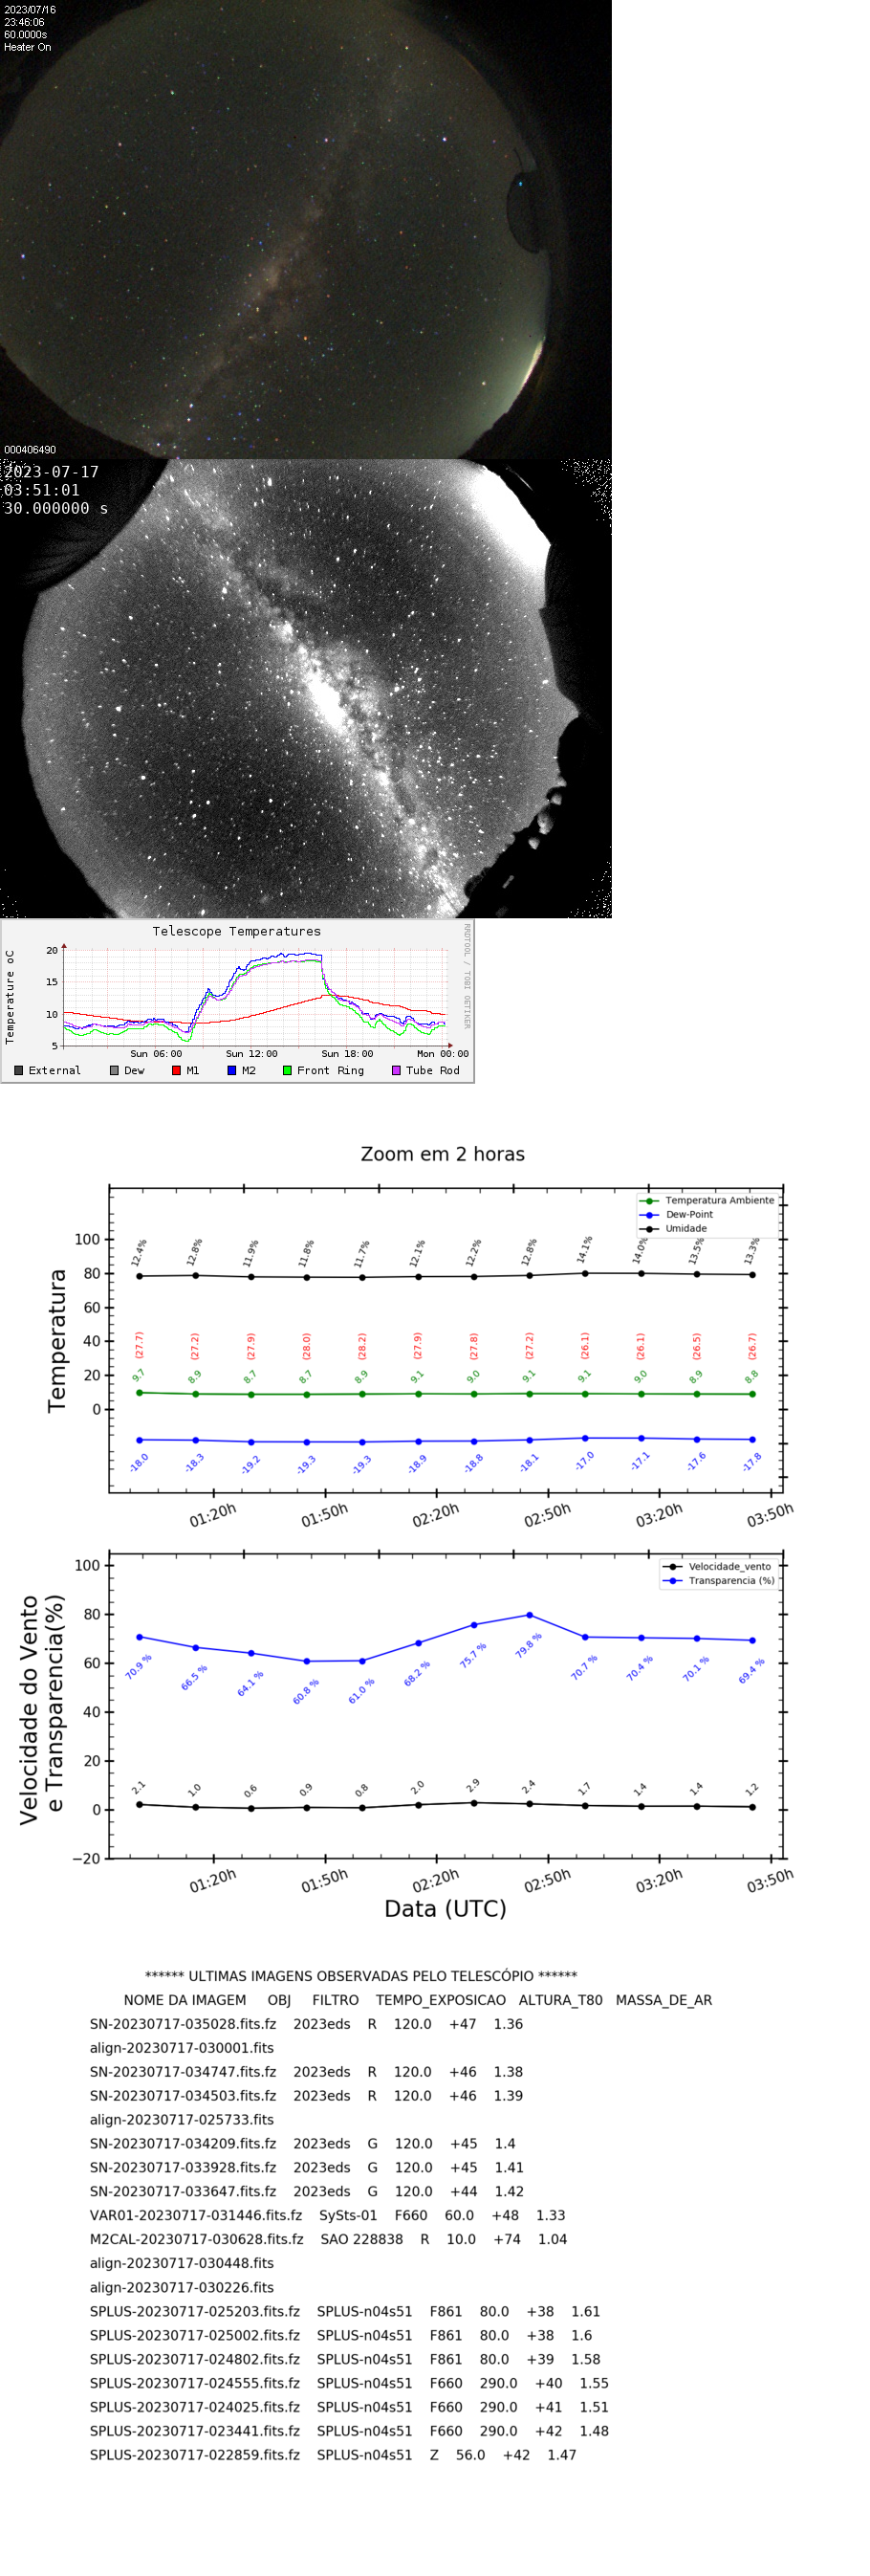 2023/07/16
23:46:06
60.0000s
Heater On
000406490
2023-07-17
03:51:01
30.000000 s
Telescope Temperatures
RRDTOOL / TOBI OETIKER
Temperature oC
20
15
10
5
Sun 06:00 Sun 12:00 Sun 18:00 Mon 00:00
External Dew M1 M2 Front Ring Tube Rod
Zoom em 2 horas
Temperatura Ambiente
Dew-Point
Umidade
Temperatura
100
80
60
40
20
0
12.4% 12.8% 11.9% 11.8% 11.7% 12.1% 12.2% 12.8% 14.1% 14.0% 13.5% 13.3%
(27.7) (27.2) (27.9) (28.0) (28.2) (27.9) (27.8) (27.2) (26.1) (26.1) (26.5) (26.7)
9.7 8.9 8.7 8.7 8.9 9.1 9.0 9.1 9.1 9.0 8.9 8.8
-18.0 -18.3 -19.2 -19.3 -19.3 -18.9 -18.8 -18.1 -17.0 -17.1 -17.6 -17.8
01:20h 01:50h 02:20h 02:50h 03:20h 03:50h
Velocidade_vento
Transparencia (%)
Velocidade do Vento
e Transparencia(%)
100
80
60
40
20
0
−20
70.9 % 66.5 % 64.1 % 60.8 % 61.0 % 68.2 % 75.7 % 79.8 % 70.7 % 70.4 % 70.1 % 69.4 %
2.1 1.0 0.6 0.9 0.8 2.0 2.9 2.4 1.7 1.4 1.4 1.2
01:20h 01:50h 02:20h 02:50h 03:20h 03:50h
Data (UTC)
****** ULTIMAS IMAGENS OBSERVADAS PELO TELESCÓPIO ******
NOME DA IMAGEM OBJ FILTRO TEMPO_EXPOSICAO ALTURA_T80 MASSA_DE_AR
SN-20230717-035028.fits.fz 2023eds R 120.0 +47 1.36
align-20230717-030001.fits
SN-20230717-034747.fits.fz 2023eds R 120.0 +46 1.38
SN-20230717-034503.fits.fz 2023eds R 120.0 +46 1.39
align-20230717-025733.fits
SN-20230717-034209.fits.fz 2023eds G 120.0 +45 1.4
SN-20230717-033928.fits.fz 2023eds G 120.0 +45 1.41
SN-20230717-033647.fits.fz 2023eds G 120.0 +44 1.42
VAR01-20230717-031446.fits.fz SySts-01 F660 60.0 +48 1.33
M2CAL-20230717-030628.fits.fz SAO 228838 R 10.0 +74 1.04
align-20230717-030448.fits
align-20230717-030226.fits
SPLUS-20230717-025203.fits.fz SPLUS-n04s51 F861 80.0 +38 1.61
SPLUS-20230717-025002.fits.fz SPLUS-n04s51 F861 80.0 +38 1.6
SPLUS-20230717-024802.fits.fz SPLUS-n04s51 F861 80.0 +39 1.58
SPLUS-20230717-024555.fits.fz SPLUS-n04s51 F660 290.0 +40 1.55
SPLUS-20230717-024025.fits.fz SPLUS-n04s51 F660 290.0 +41 1.51
SPLUS-20230717-023441.fits.fz SPLUS-n04s51 F660 290.0 +42 1.48
SPLUS-20230717-022859.fits.fz SPLUS-n04s51 Z 56.0 +42 1.47